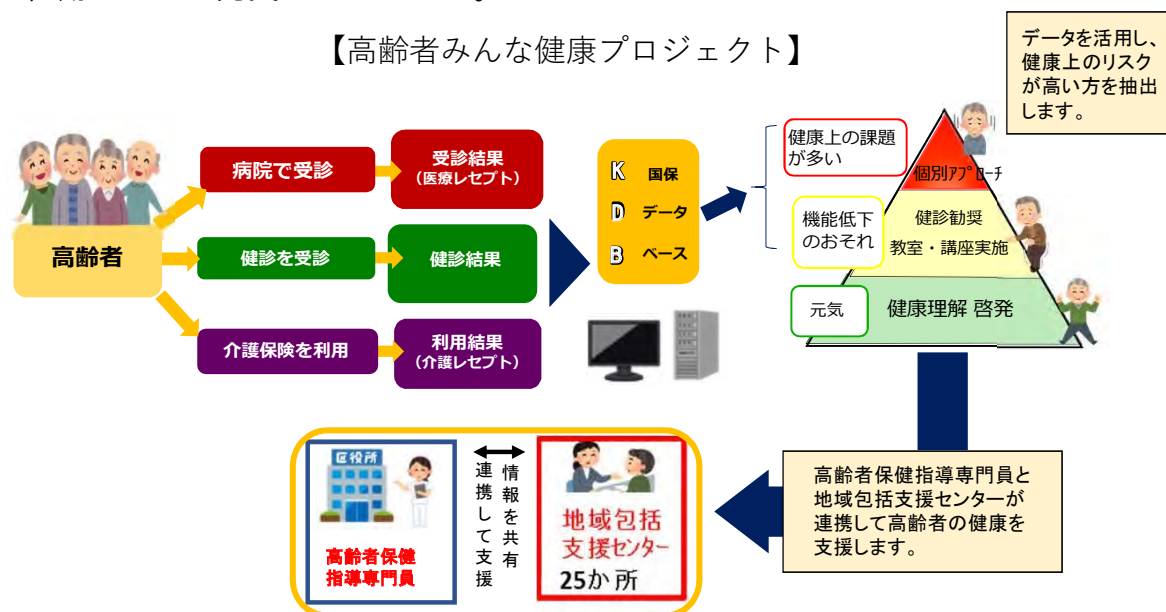 【高齢者みんな健康プロジェクト】
データを活用し、
健康上のリスク
が高い方を抽出
します。
高齢者
病院で受診
受診結果
（医療レセプト）
健診を受診
健診結果
介護保険を利用
利用結果
（介護レセプト）
K 国保
D データ
B ベース
健康上の課題
が多い
機能低下
のおそれ
元気
個別アプローチ
健診勧奨
教室・講座実施
健康理解 啓発
区役所
高齢者保健
指導専門員
情報を共有
連携して支援
地域包括
支援センター
25か所
高齢者保健指導専門員と
地域包括支援センターが
連携して高齢者の健康を
支援します。